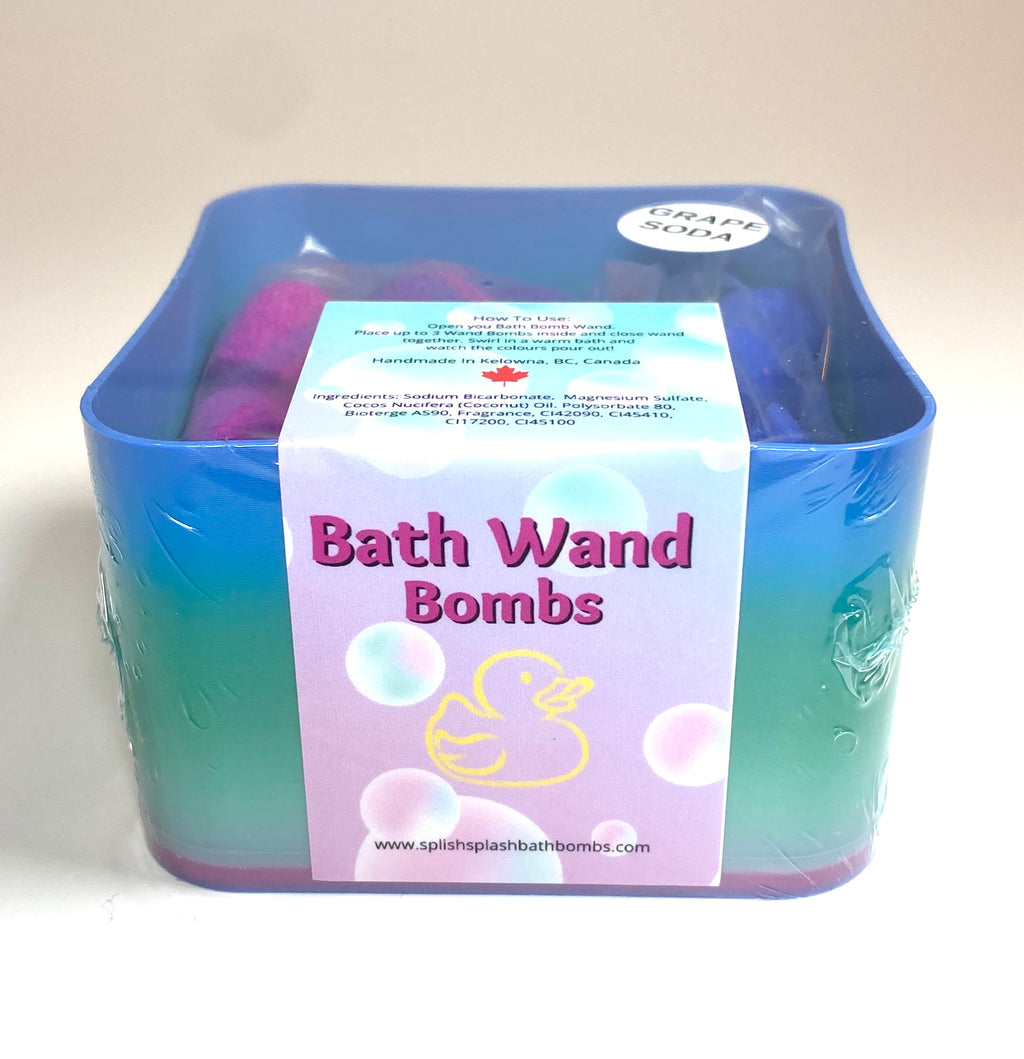 GRAPE
SODA
How To Use:
Open you Bath Bomb Wand.
Place up to 3 Wand Bombs inside and close wand
together. Swirl in a warm bath and
watch the colours pour out!
Handmade In Kelowna, BC, Canada
Ingredients: Sodium Bicarbonate, Magnesium Sulfate,
Cocos Nucifera (Coconut) Oil, Polysorbate 80,
Bioterge AS90, Fragrance, CI42090, CI45410,
CI17200, CI45100
Bath Wand
Bombs
www.splishsplashbathbombs.com